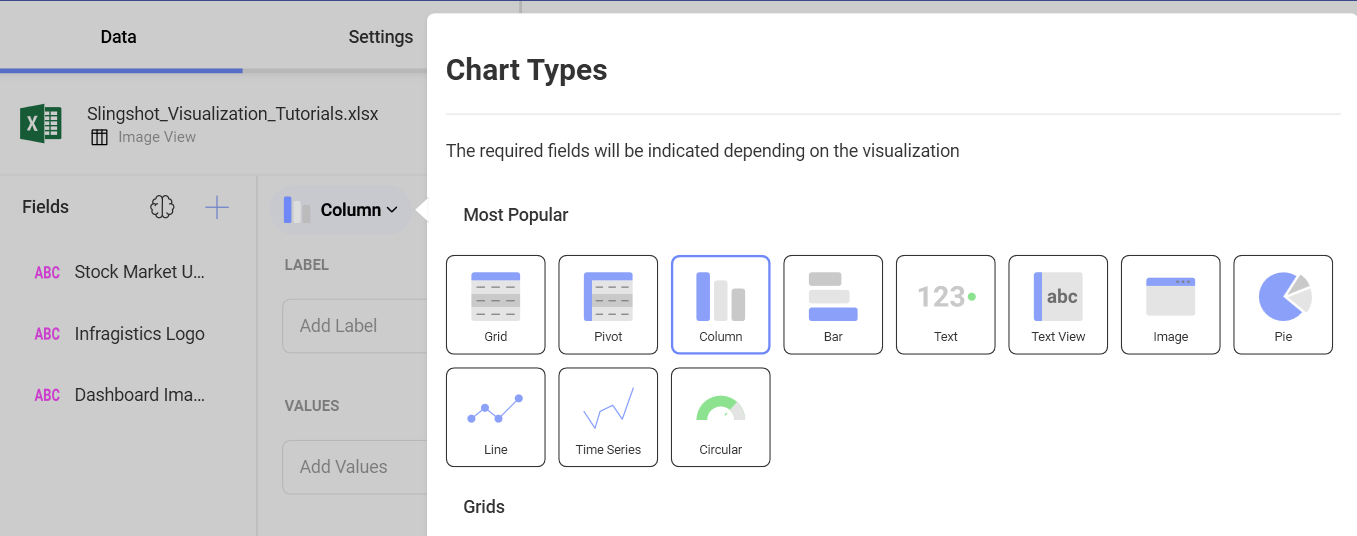 Data
Settings
Slingshot_Visualization_Tutorials.xlsx
Image View
Fields
ABC Stock Market U...
ABC Infragistics Logo
ABC Dashboard Ima...
Column
LABEL
Add Label
VALUES
Add Values
Chart Types
The required fields will be indicated depending on the visualization
Most Popular
Grid
Pivot
Column
Bar
123
Text
abc
Text View
Image
Pie
Line
Time Series
Circular
Grids